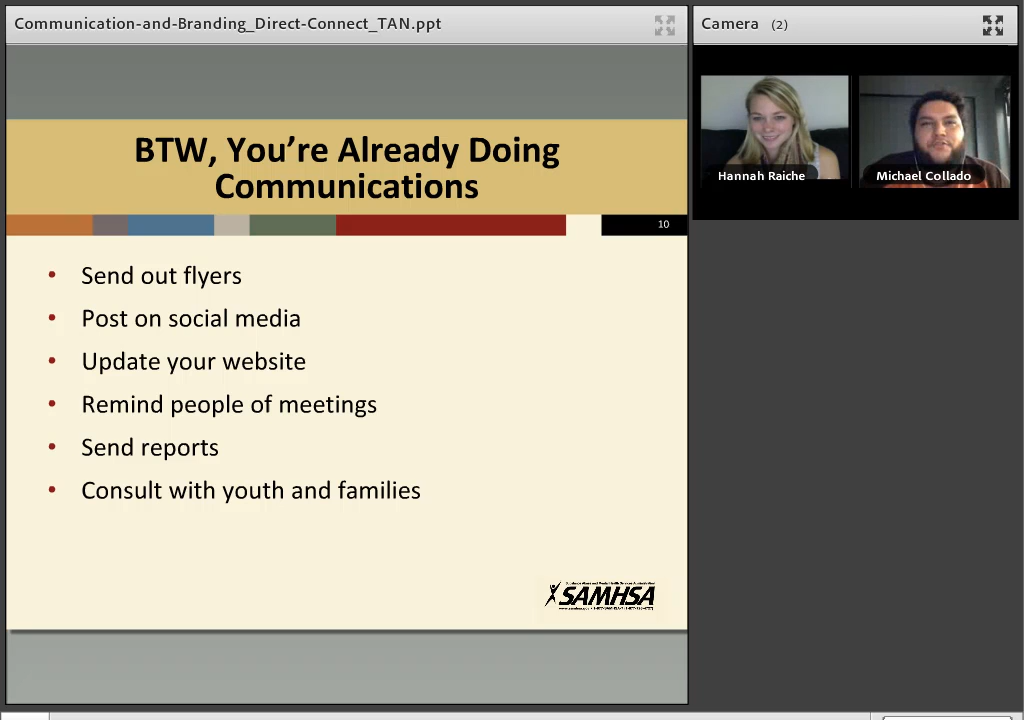 Communication-and-Branding_Direct-Connect_TAN.ppt
Camera (2)
Hannah Raiche
Michael Collado
BTW, You're Already Doing
Communications
10
• Send out flyers
• Post on social media
• Update your website
• Remind people of meetings
• Send reports
• Consult with youth and families
SAMHSA